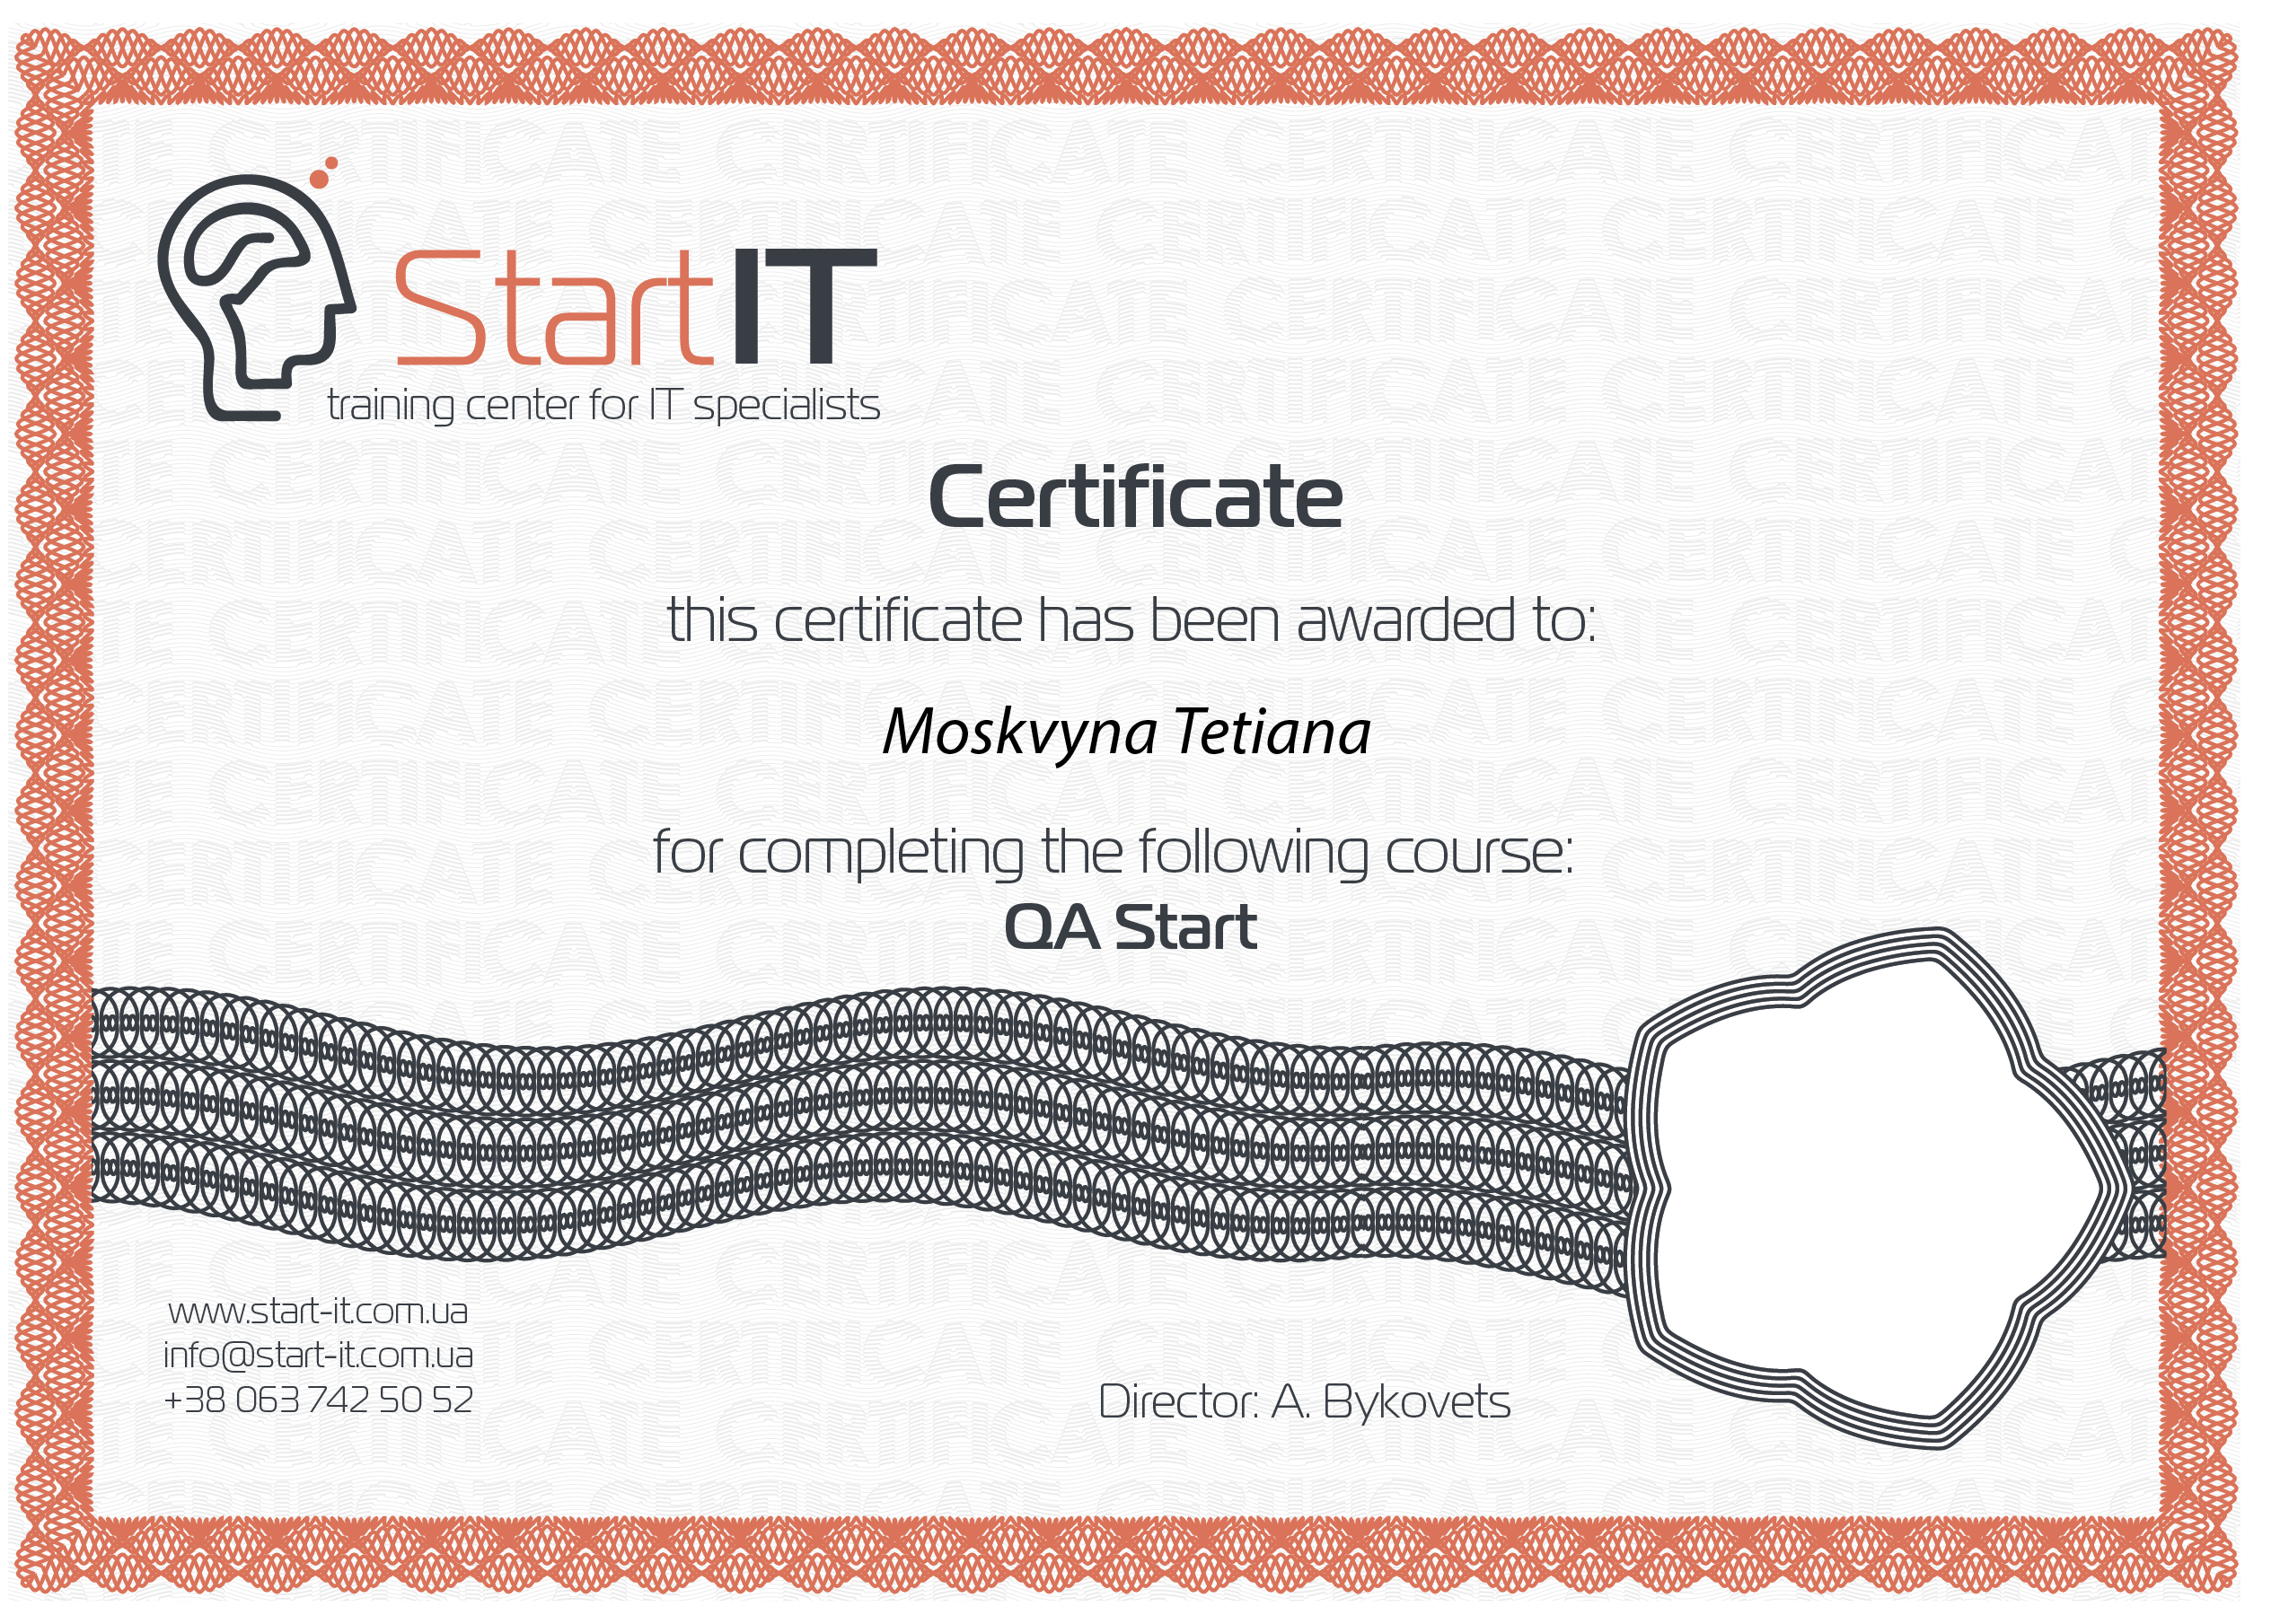 StartIT
training center for IT specialists
Certificate
this certificate has been awarded to:
Moskvyna Tetiana
for completing the following course:
QA Start
www.start-it.com.ua
info@start-it.com.ua
+38 063 742 50 52
Director: A. Bykovets